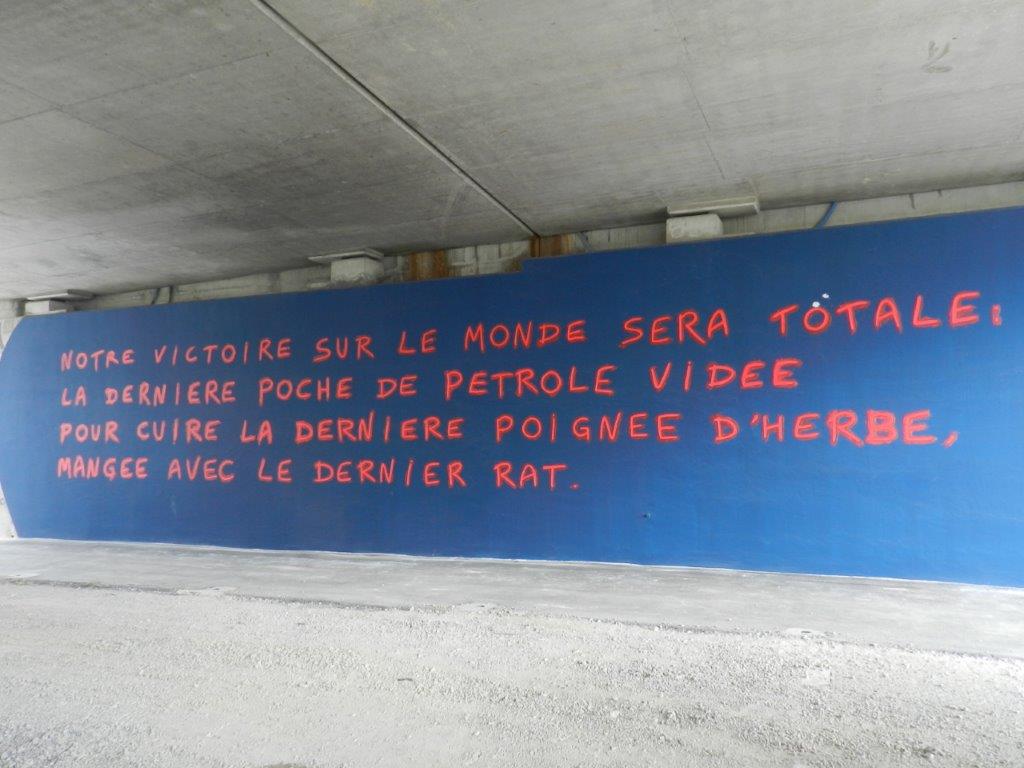 NOTRE VICTOIRE SUR LE MONDE SERA TOTALE:
LA DERNIERE POCHE DE PETROLE VIDEE
POUR CUIRE LA DERNIERE POIGNEE D'HERBE,
MANGEE AVEC LE DERNIER RAT.